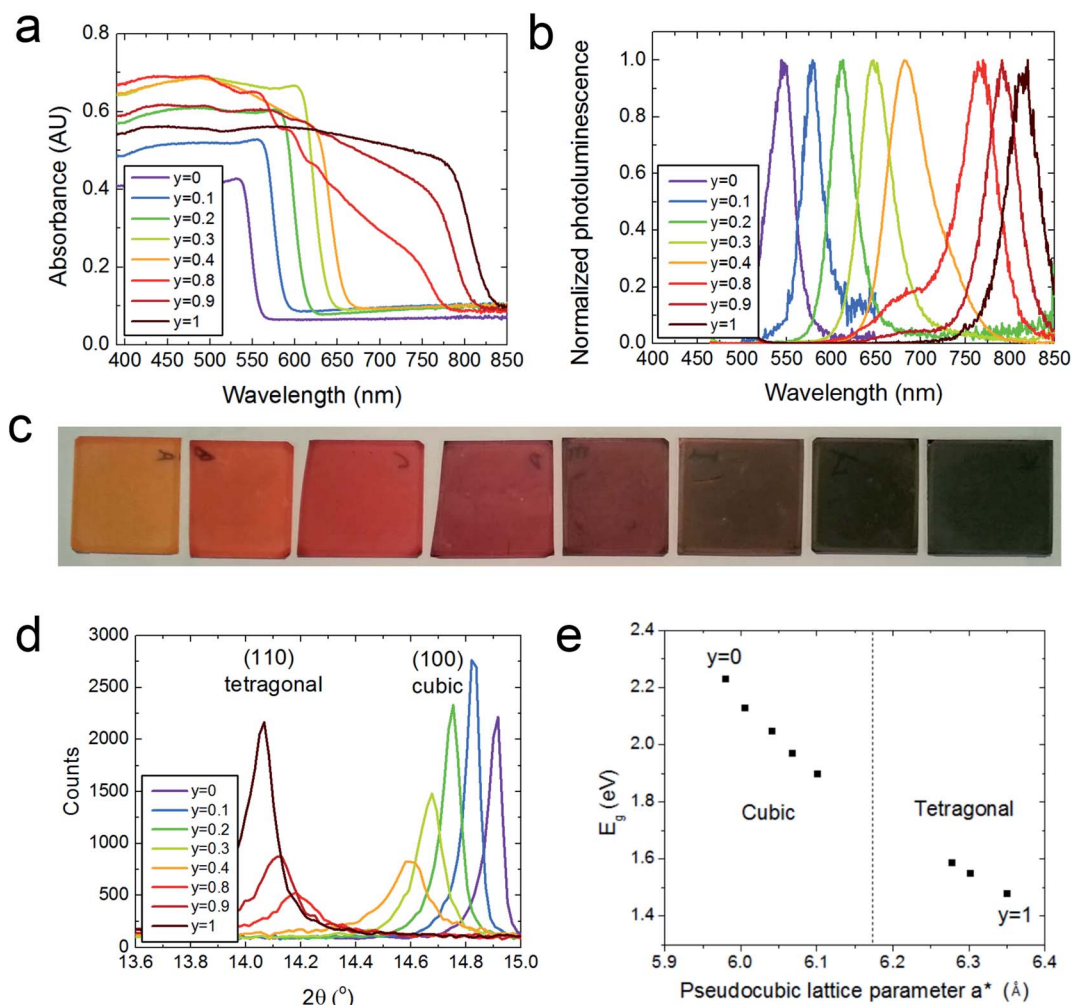 a
0.8
0.6
0.4
0.2
0.0
Absorbance (AU)
y=0
y=0.1
y=0.2
y=0.3
y=0.4
y=0.8
y=0.9
y=1
400 450 500 550 600 650 700 750 800 850
Wavelength (nm)
b
1.0
0.8
0.6
0.4
0.2
0.0
Normalized photoluminescence
y=0
y=0.1
y=0.2
y=0.3
y=0.4
y=0.8
y=0.9
y=1
400 450 500 550 600 650 700 750 800 850
Wavelength (nm)
c
d
3000
2500
2000
1500
1000
500
0
Counts
(110)
tetragonal
(100)
cubic
y=0
y=0.1
y=0.2
y=0.3
y=0.4
y=0.8
y=0.9
y=1
13.6 13.8 14.0 14.2 14.4 14.6 14.8 15.0
2θ (°)
e
2.4
2.2
2.0
1.8
1.6
1.4
E_g (eV)
y=0
Cubic
Tetragonal
y=1
5.9 6.0 6.1 6.2 6.3 6.4
Pseudocubic lattice parameter a* (Å)